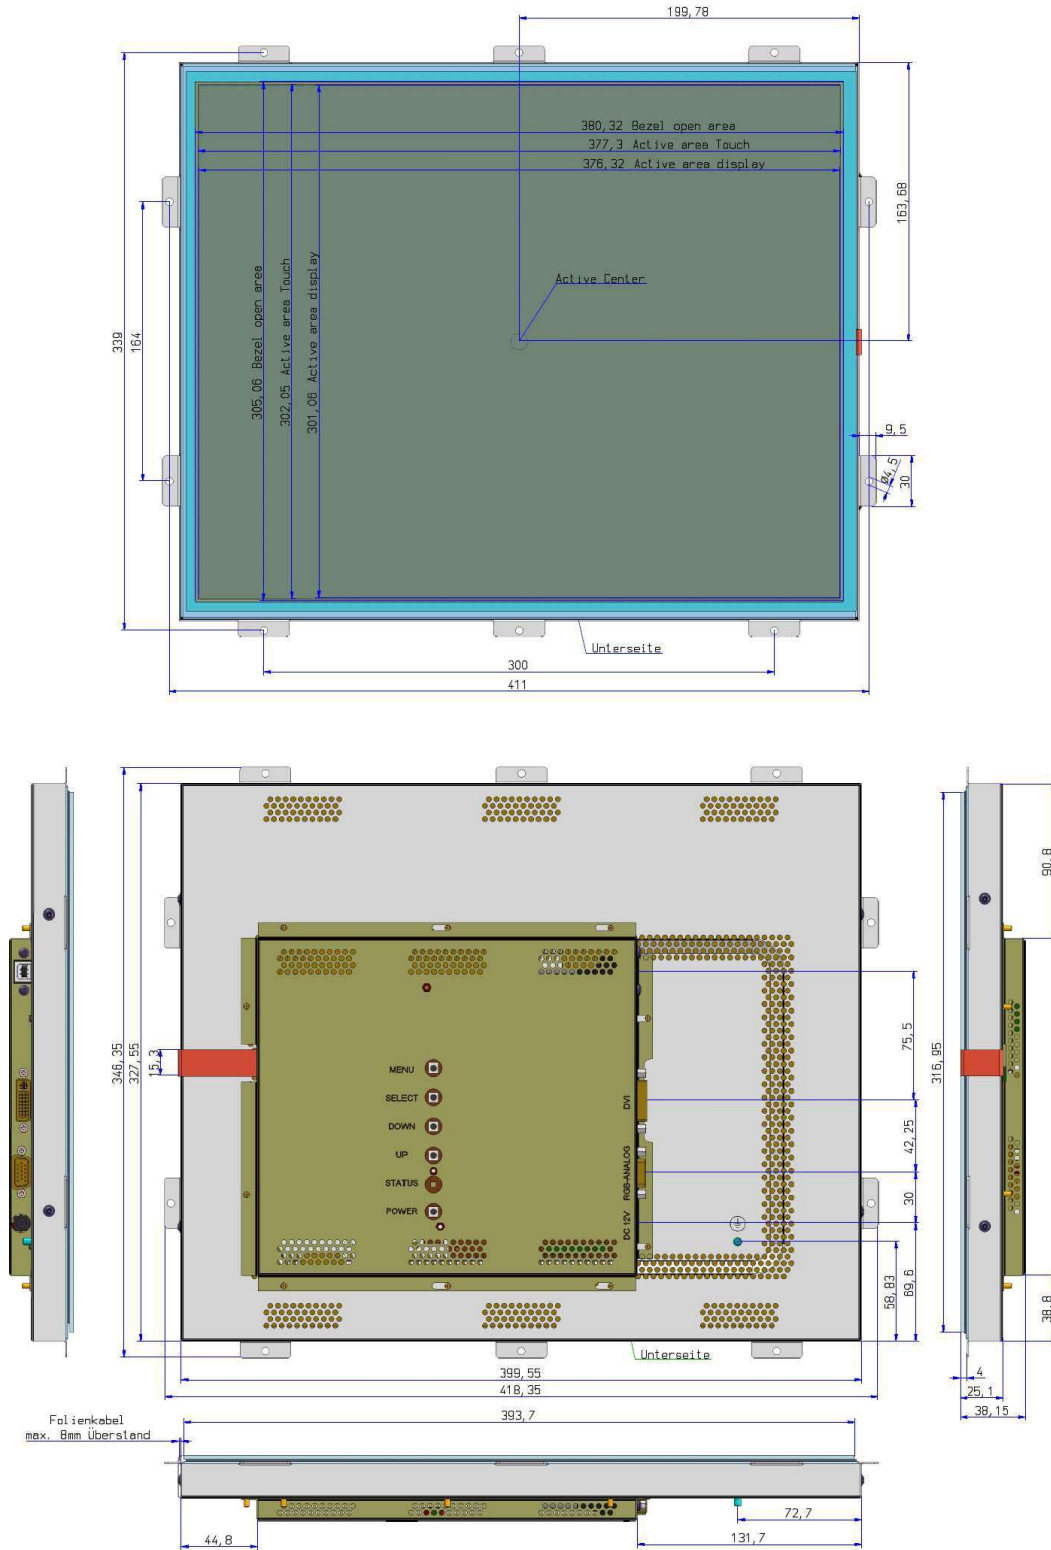 199,78
380,32 Bezel open area
377,3 Active area Touch
376,32 Active area display
163,68
Active Center
339
164
305,06 Bezel open area
302,05 Active area Touch
301,06 Active area display
9,5
ø4,5
30
Unterseite
300
411
90,8
346,35
327,55
15,3
316,95
75,5
MENU
SELECT
DVI
DOWN
42,25
UP
RGB-ANALOG
STATUS
30
POWER
DC 12V
58,83
69,6
38,8
Unterseite
399,55
418,35
4
25,1
38,15
Folienkabel
max. 8mm Überstand
393,7
72,7
44,8
131,7